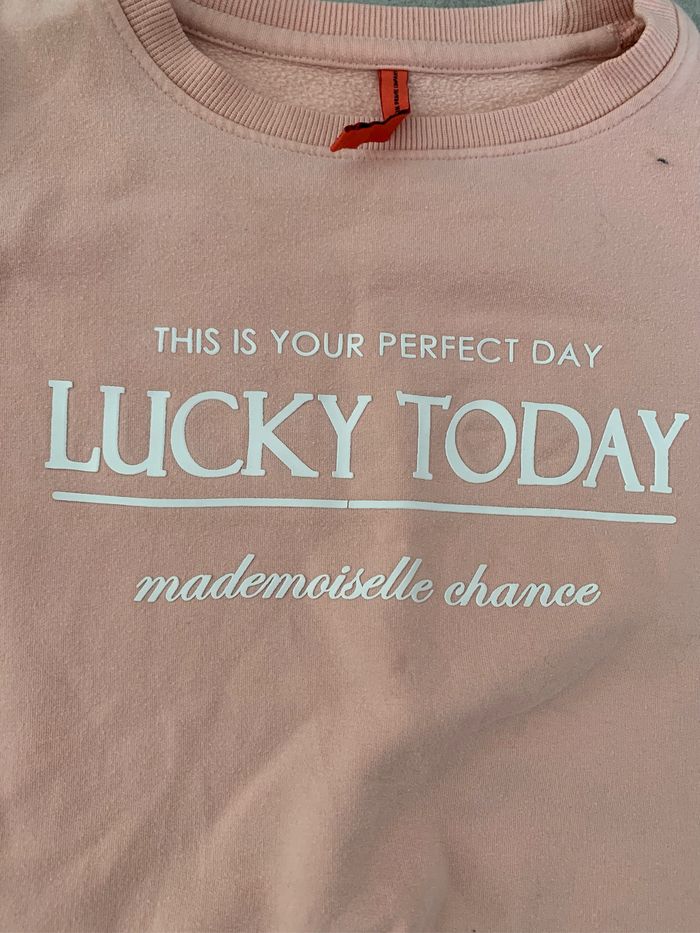 THIS IS YOUR PERFECT DAY
LUCKY TODAY
mademoiselle chance